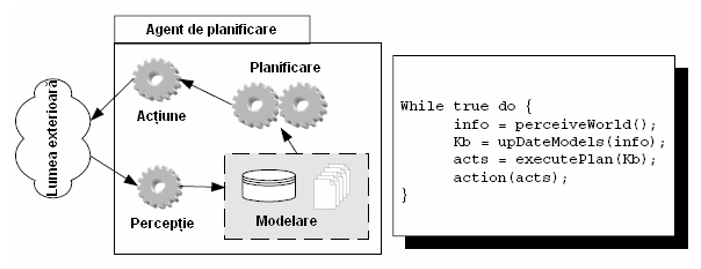 Agent de planificare
Planificare
Acțiune
Lumea exterioară
Percepție
Modelare
While true do {
info = perceiveWorld();
Kb = upDateModels(info);
acts = executePlan(Kb);
action(acts);
}